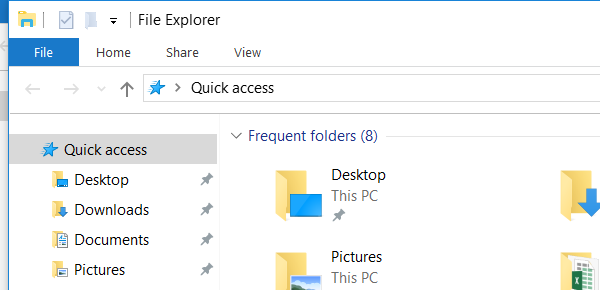 File Explorer
File Home Share View
Quick access
Quick access
Desktop
Downloads
Documents
Pictures
Frequent folders (8)
Desktop
This PC
Pictures
This PC